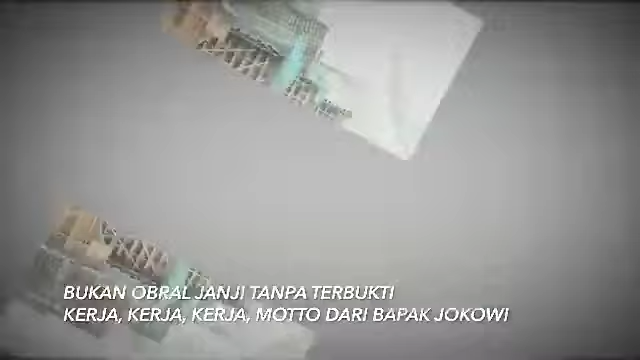 BUKAN OBRAL JANJI TANPA TERBUKTI
KERJA, KERJA, KERJA, MOTTO DARI BAPAK JOKOWI